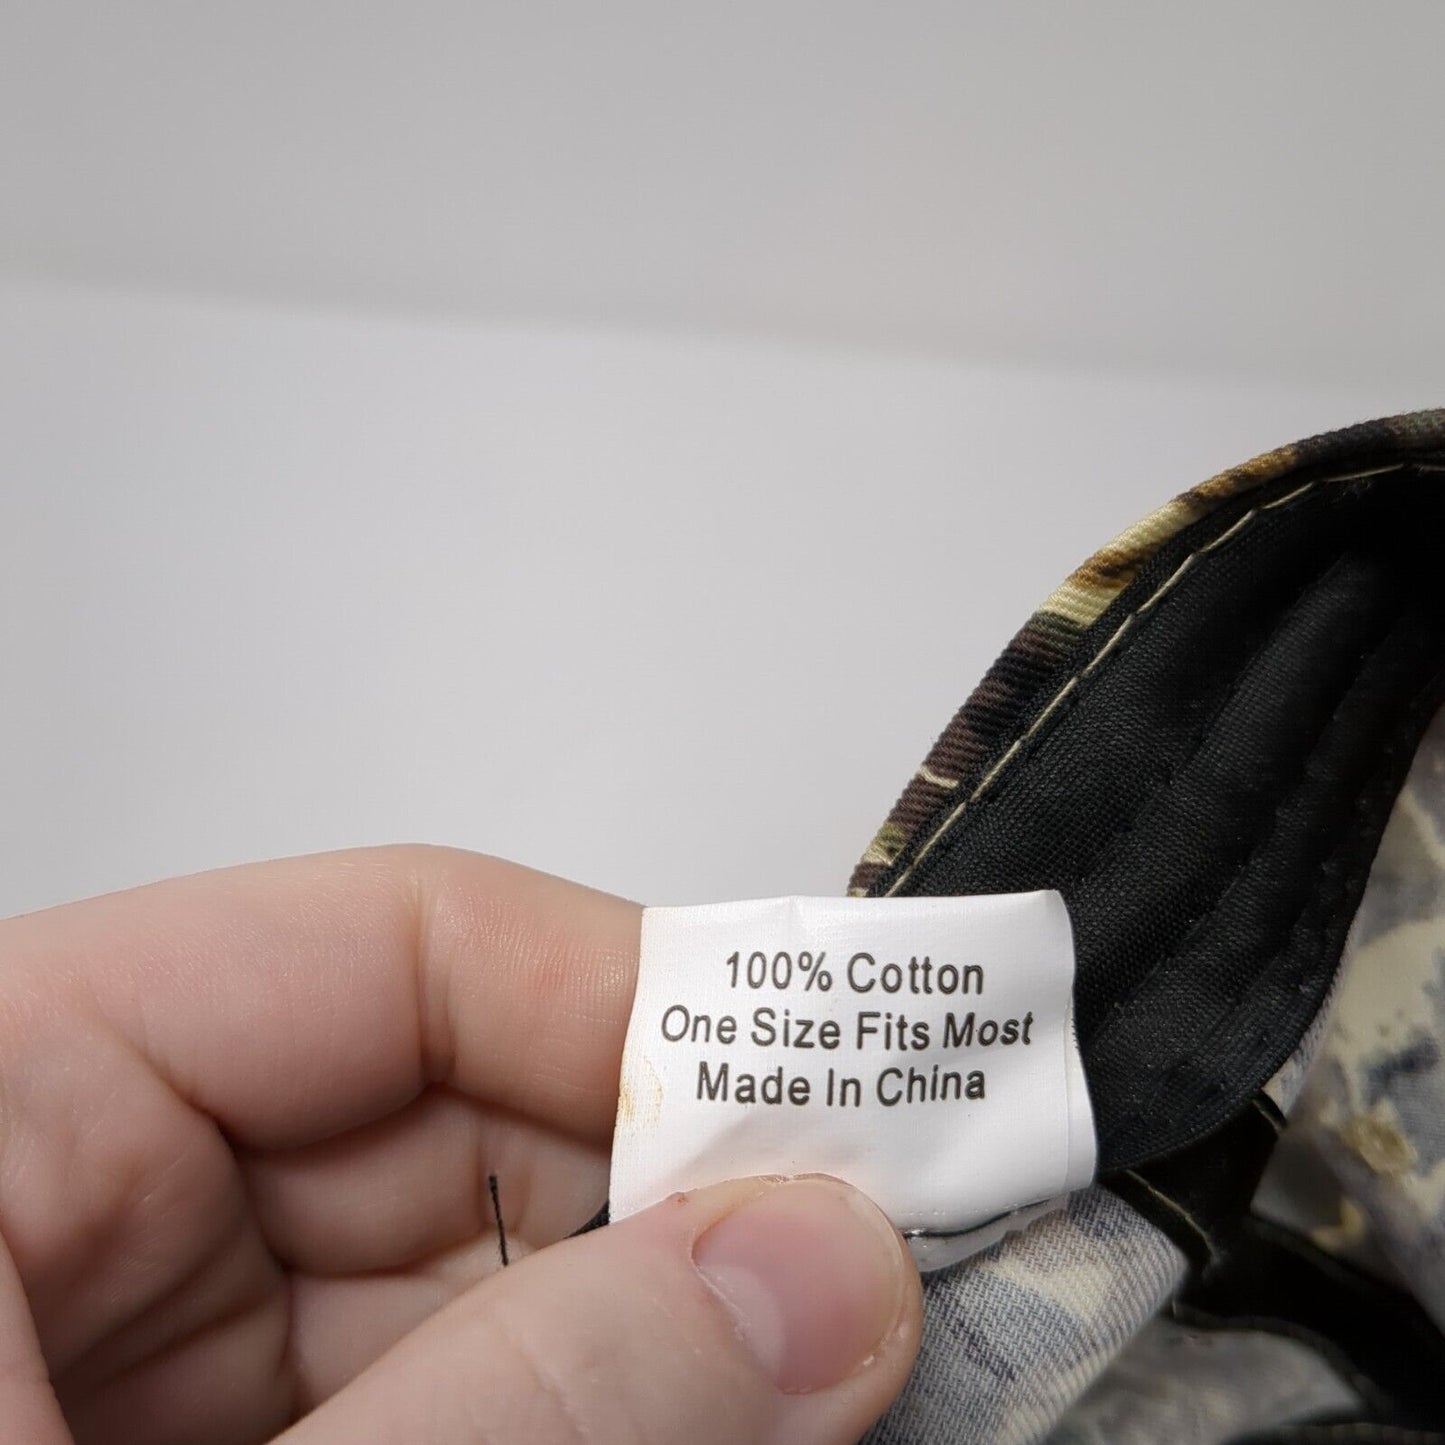 100% Cotton
One Size Fits Most
Made In China